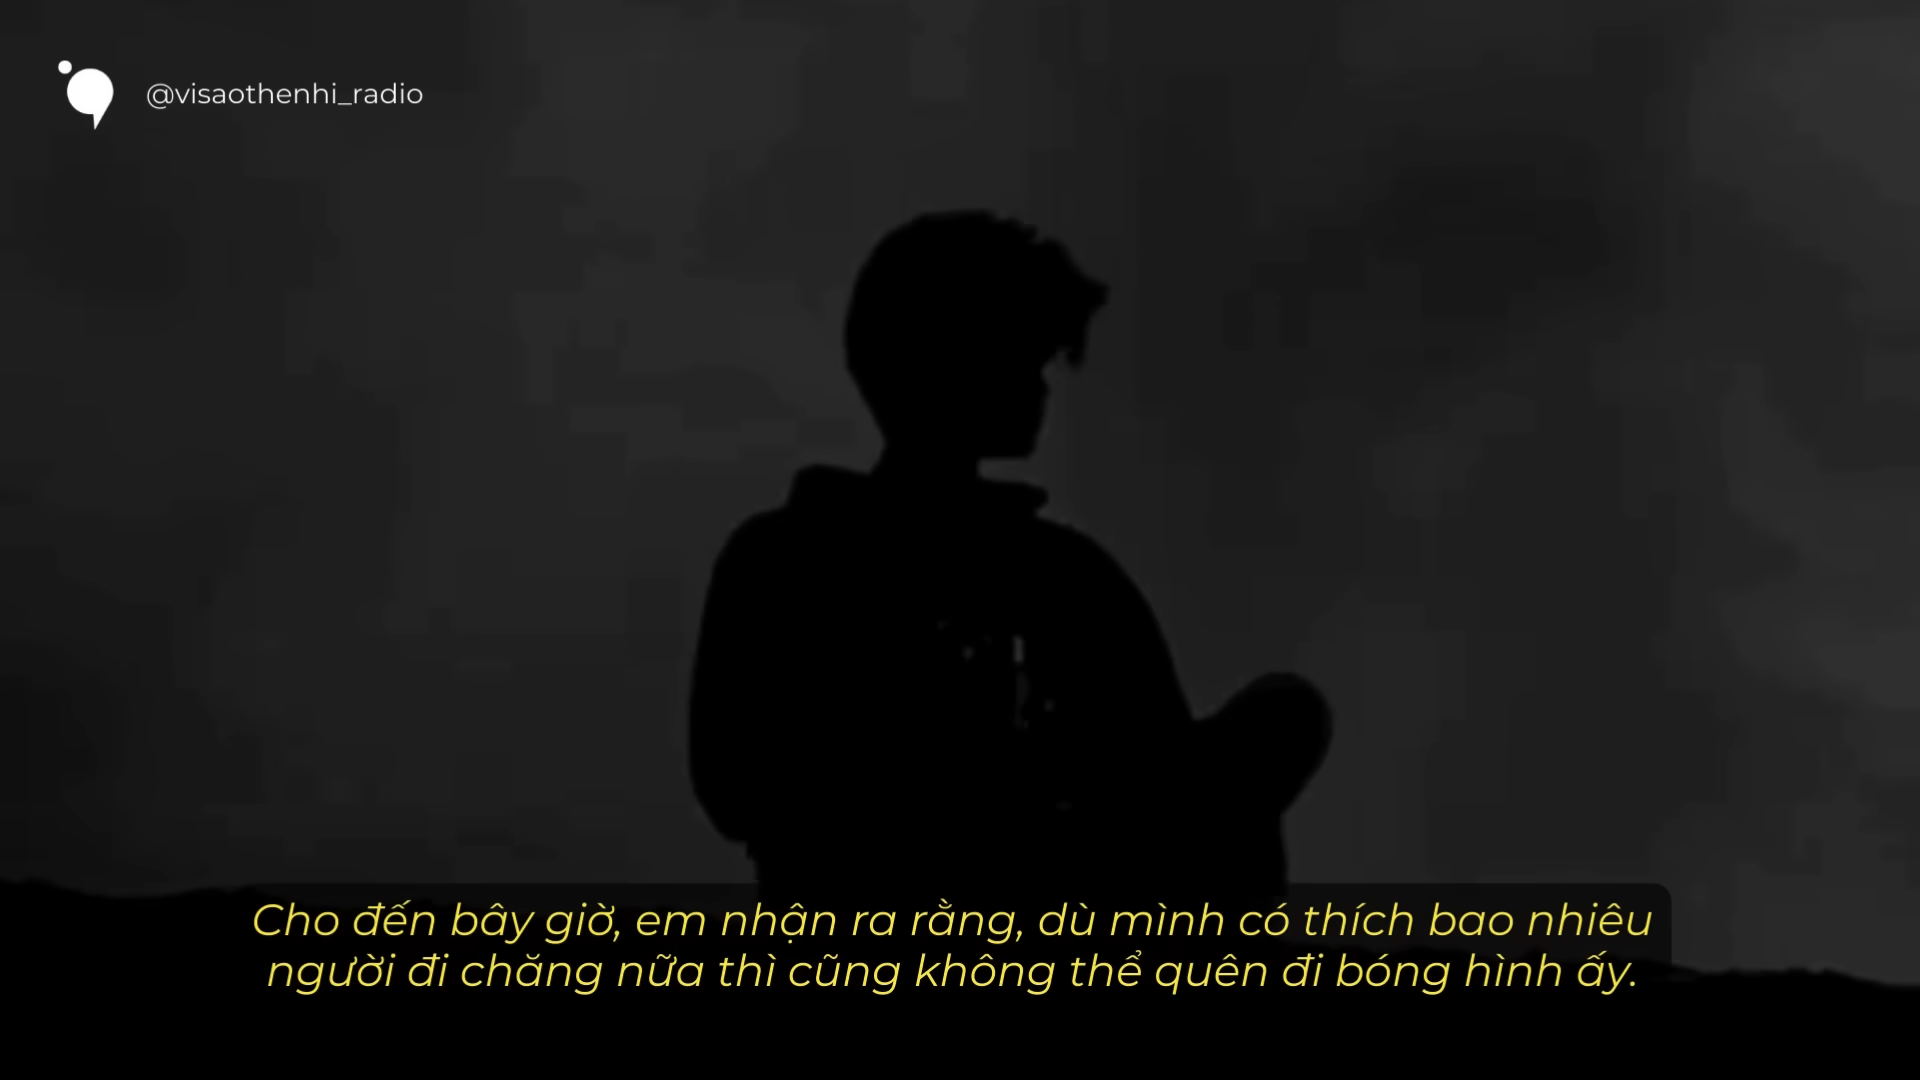 @visaothenhi_radio
Cho đến bây giờ, em nhận ra rằng, dù mình có thích bao nhiêu
người đi chăng nữa thì cũng không thể quên đi bóng hình ấy.